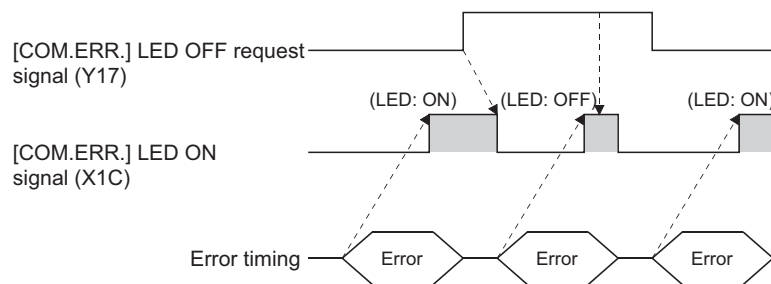 [COM.ERR.] LED OFF request
signal (Y17)
(LED: ON) (LED: OFF) (LED: ON)
[COM.ERR.] LED ON
signal (X1C)
Error timing Error Error Error